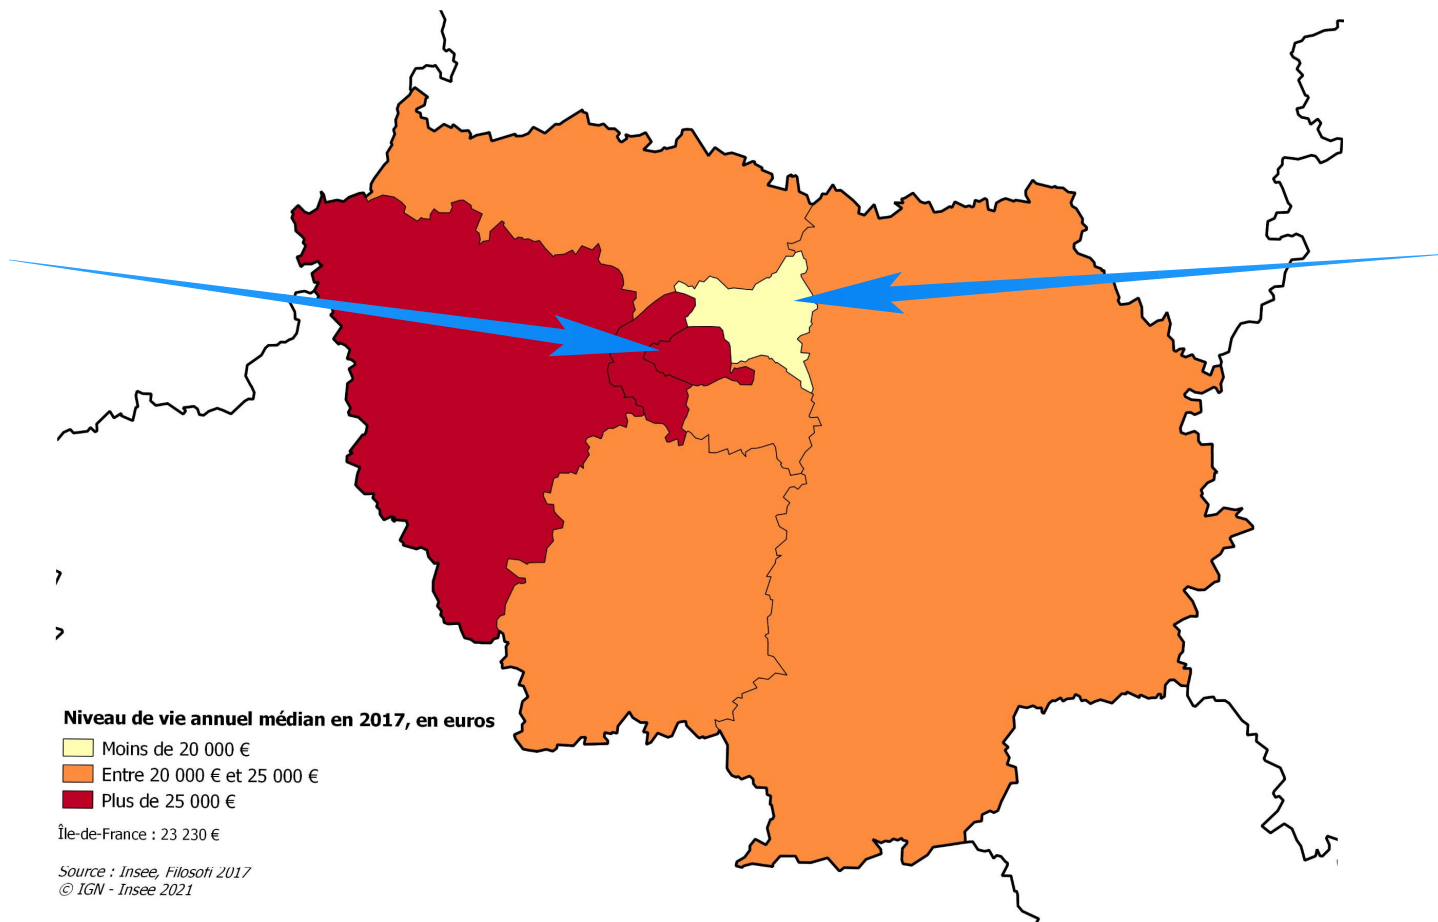 Niveau de vie annuel médian en 2017, en euros
Moins de 20 000 €
Entre 20 000 € et 25 000 €
Plus de 25 000 €
Île-de-France : 23 230 €
Source : Insee, Filosofi 2017
© IGN - Insee 2021